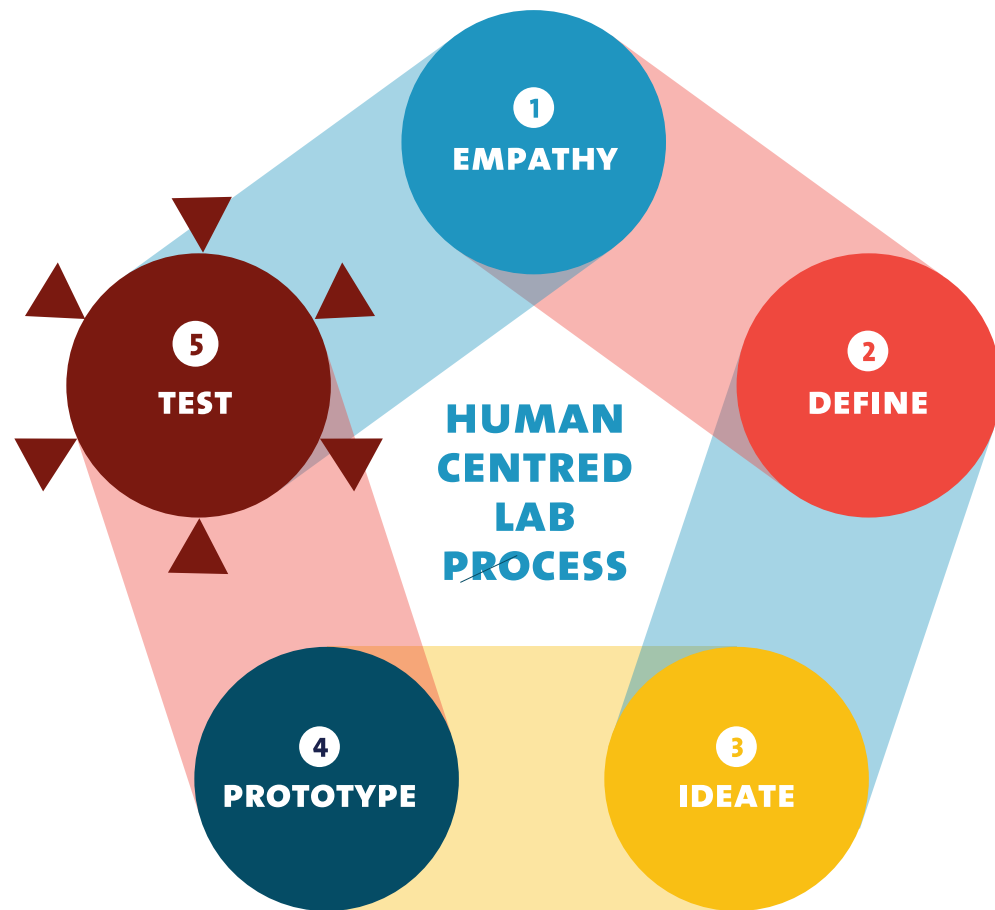 1
EMPATHY
2
DEFINE
3
IDEATE
4
PROTOTYPE
5
TEST
HUMAN
CENTRED
LAB
PROCESS